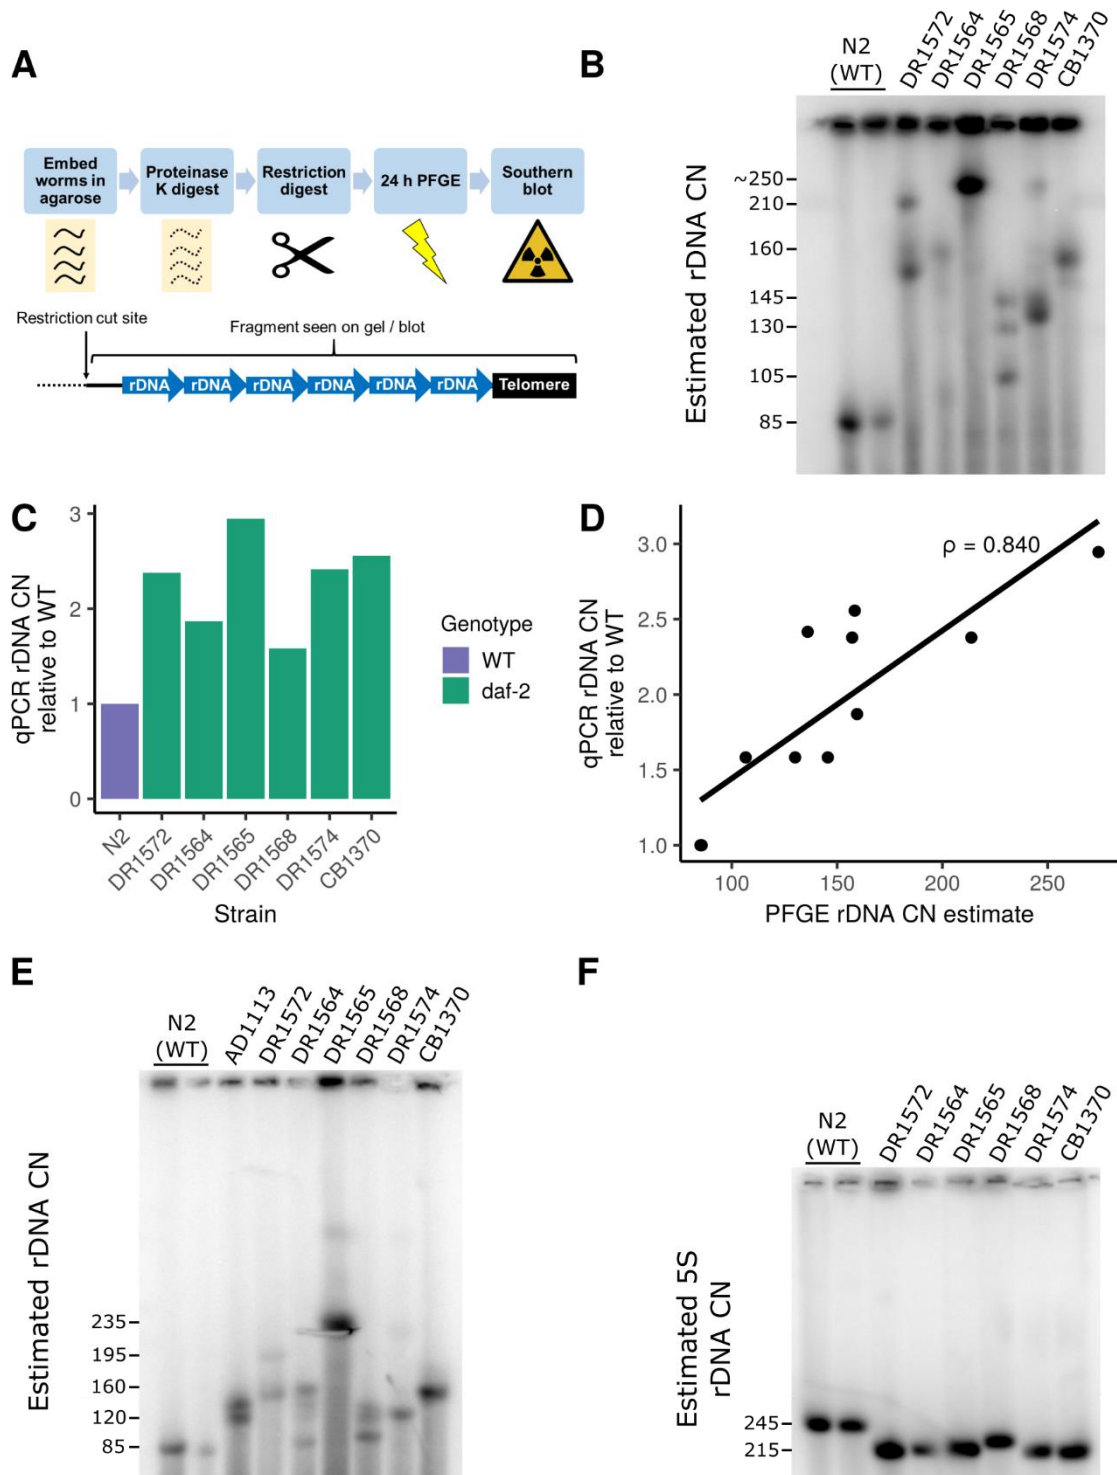 A
Embed
worms in
agarose
Proteinase
K digest
Restriction
digest
24 h PFGE
Southern
blot
Restriction cut site
Fragment seen on gel / blot
rDNA rDNA rDNA rDNA rDNA rDNA Telomere
B
N2
(WT)
DR1572
DR1564
DR1565
DR1568
DR1574
CB1370
Estimated rDNA CN
~250
210
160
145
130
105
85
C
qPCR rDNA CN
relative to WT
3
2
1
0
N2
DR1572
DR1564
DR1565
DR1568
DR1574
CB1370
Strain
Genotype
WT
daf-2
D
qPCR rDNA CN
relative to WT
3.0
2.5
2.0
1.5
1.0
ρ = 0.840
100 150 200 250
PFGE rDNA CN estimate
E
N2
(WT)
AD1113
DR1572
DR1564
DR1565
DR1568
DR1574
CB1370
Estimated rDNA CN
235
195
160
120
85
F
N2
(WT)
DR1572
DR1564
DR1565
DR1568
DR1574
CB1370
Estimated 5S
rDNA CN
245
215